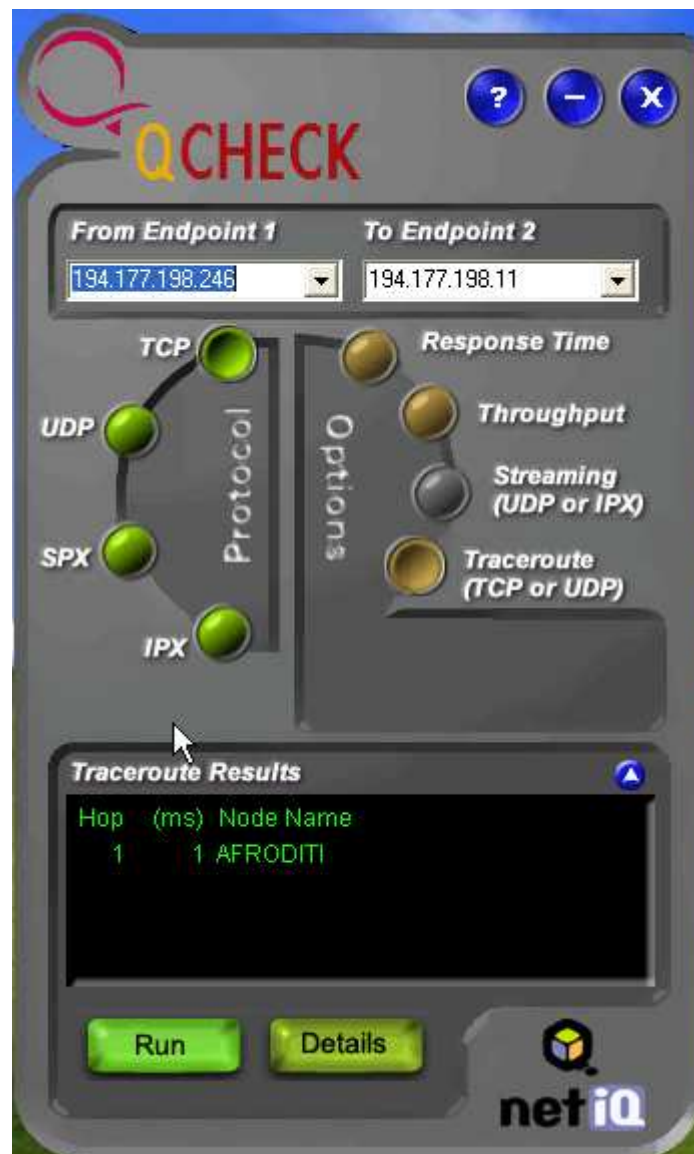 ?
–
X
QCHECK
From Endpoint 1
To Endpoint 2
194.177.198.246
194.177.198.11
TCP
UDP
SPX
IPX
Protocol
Options
Response Time
Throughput
Streaming
(UDP or IPX)
Traceroute
(TCP or UDP)
Traceroute Results
Hop (ms) Node Name
1 1 AFRODITI
Run
Details
netiQ